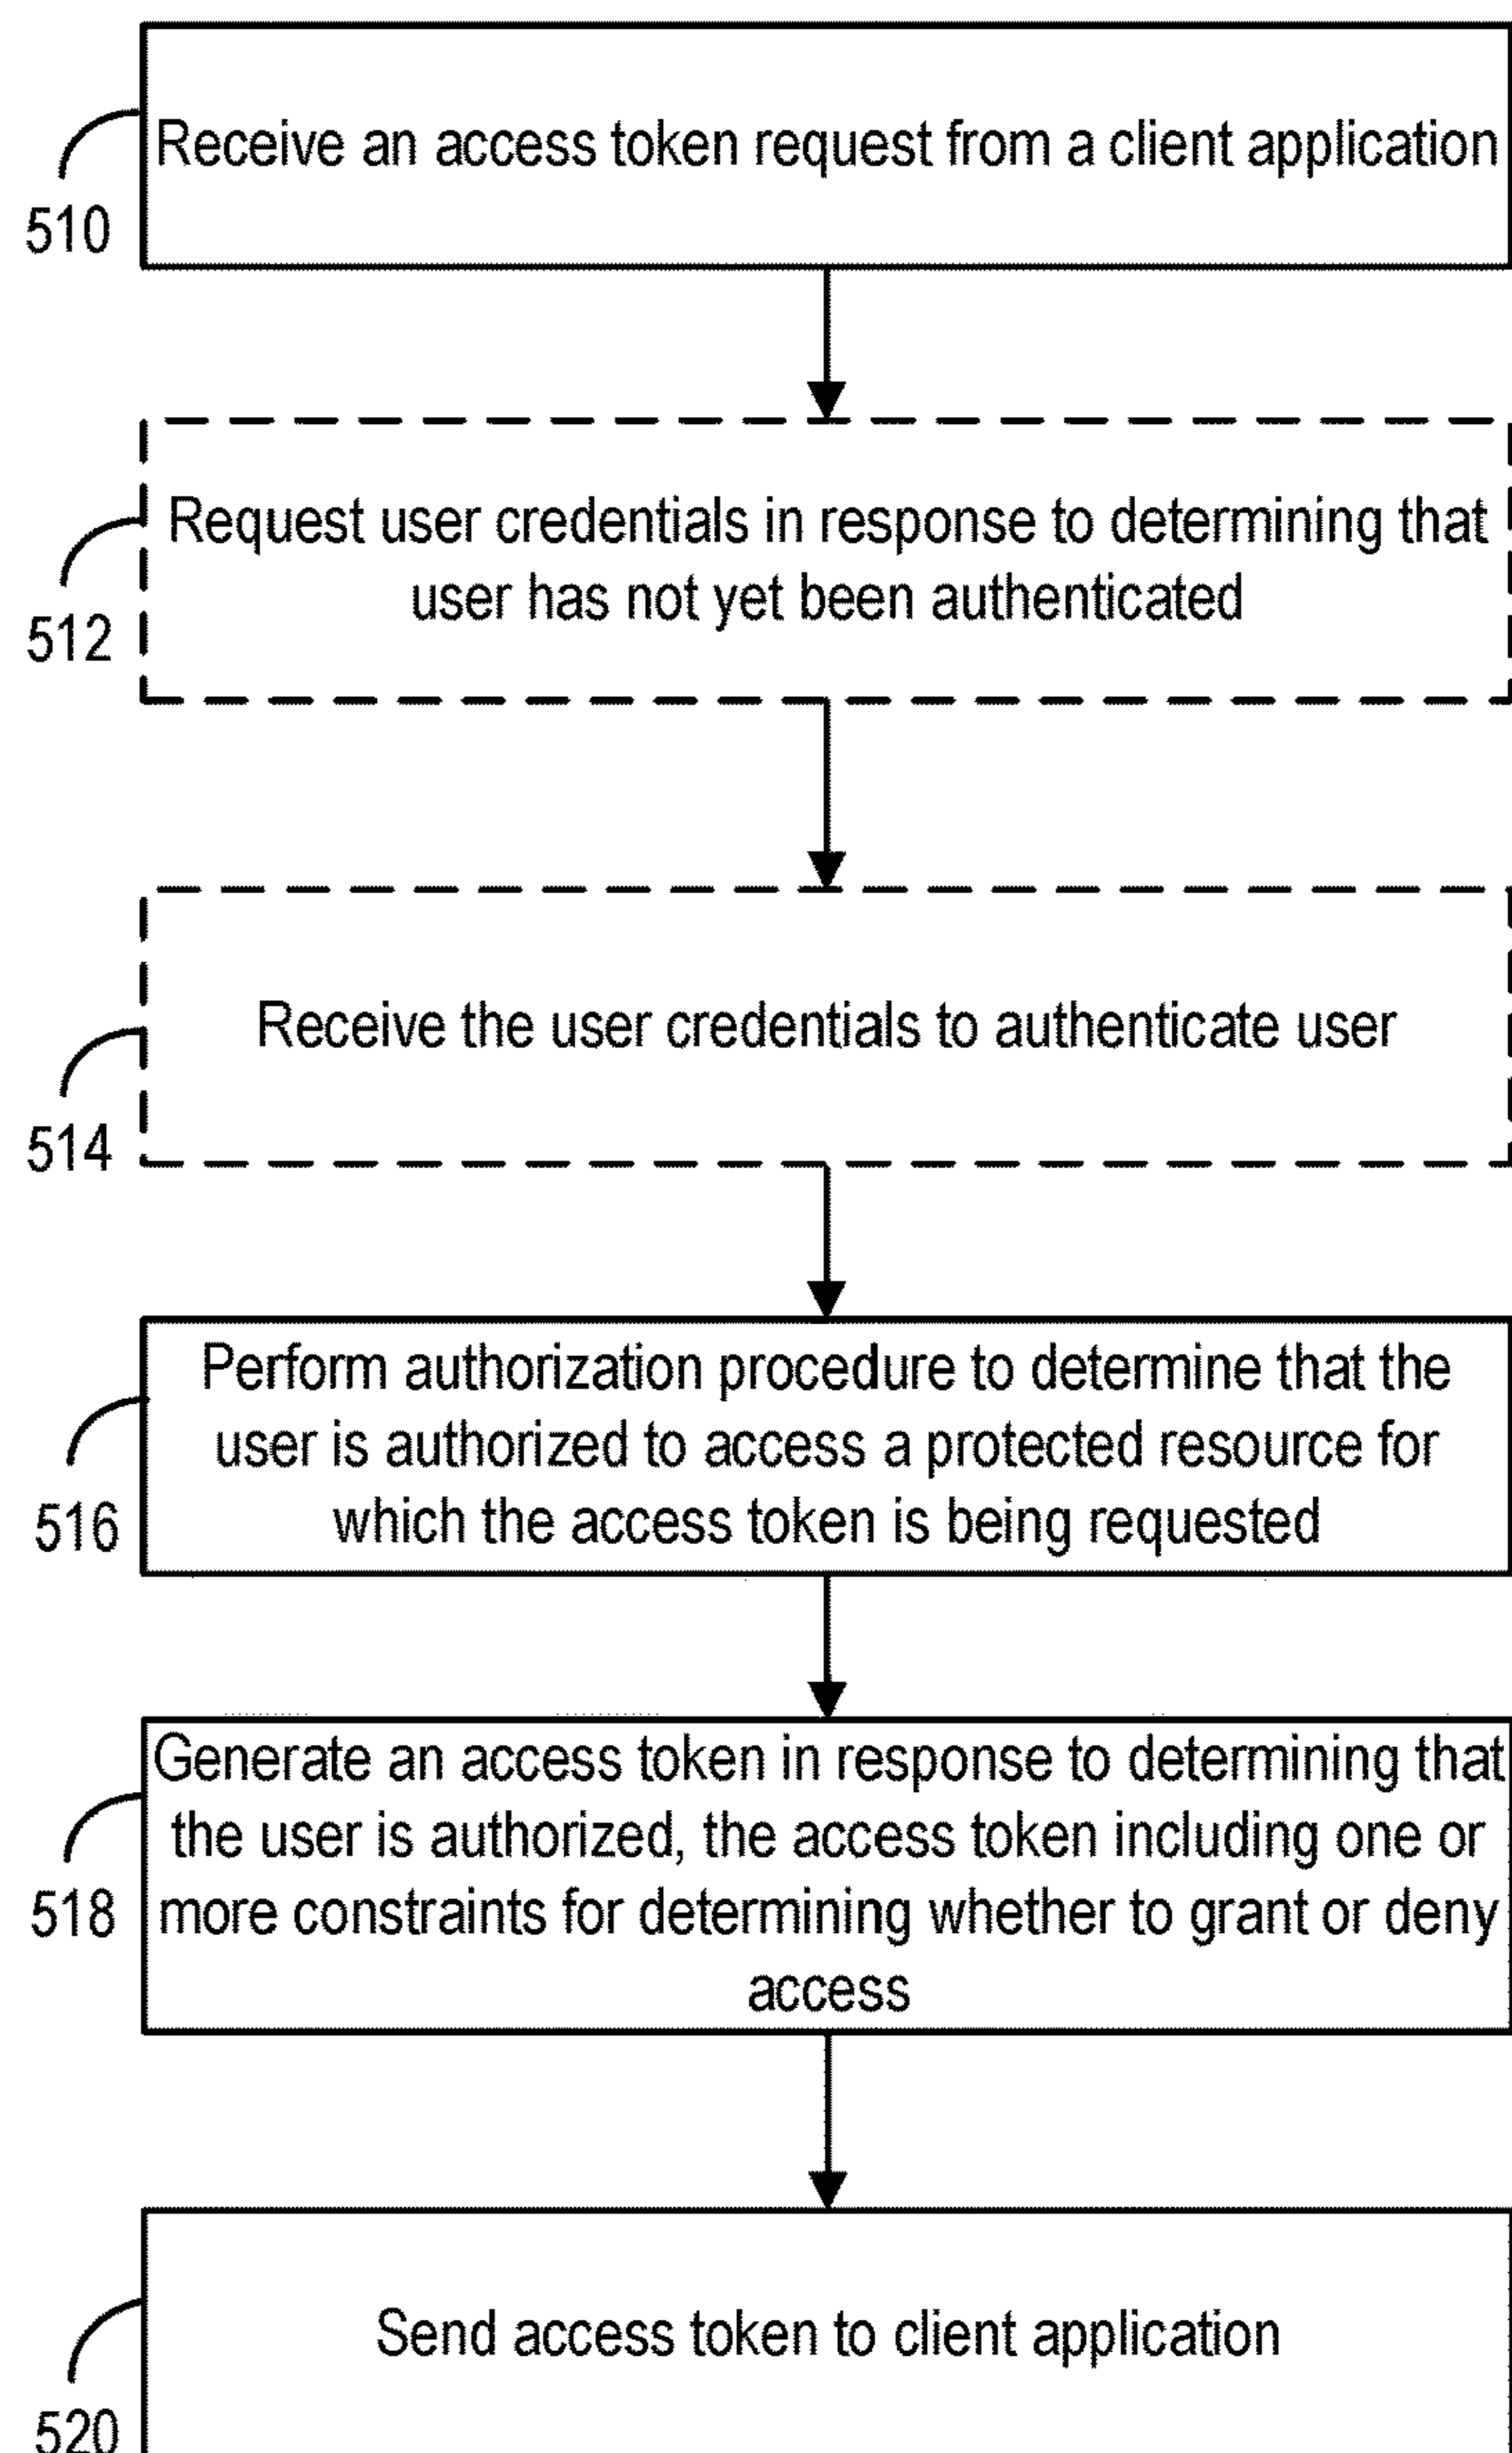 Receive an access token request from a client application
510
Request user credentials in response to determining that
user has not yet been authenticated
512
Receive the user credentials to authenticate user
514
Perform authorization procedure to determine that the
user is authorized to access a protected resource for
which the access token is being requested
516
Generate an access token in response to determining that
the user is authorized, the access token including one or
more constraints for determining whether to grant or deny
access
518
Send access token to client application
520